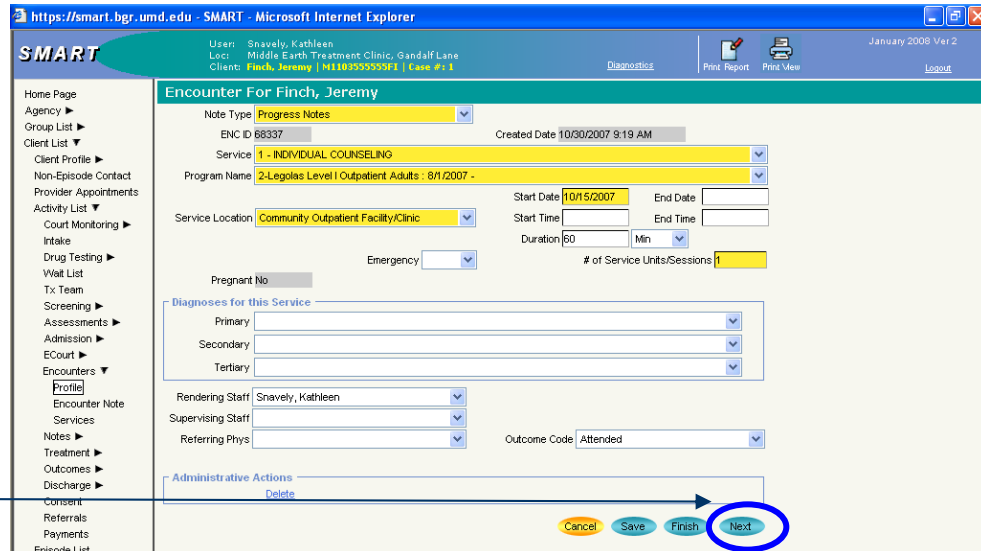 https://smart.bgr.umd.edu - SMART - Microsoft Internet Explorer
SMART
User: Snavely, Kathleen
Loc: Middle Earth Treatment Clinic, Gandalf Lane
Client: Finch, Jeremy | M1103555555FI | Case #: 1
Diagnostics
Print Report
Print View
January 2008 Ver 2
Logout
Home Page
Agency ▶
Group List ▶
Client List ▼
Client Profile ▶
Non-Episode Contact
Provider Appointments
Activity List ▼
Court Monitoring ▶
Intake
Drug Testing ▶
Wait List
Tx Team
Screening ▶
Assessments ▶
Admission ▶
ECourt ▶
Encounters ▼
Profile
Encounter Note
Services
Notes ▶
Treatment ▶
Outcomes ▶
Discharge ▶
Consent
Referrals
Payments
Episode List
Encounter For Finch, Jeremy
Note Type Progress Notes
ENC ID 68337 Created Date 10/30/2007 9:19 AM
Service 1 - INDIVIDUAL COUNSELING
Program Name 2-Legolas Level I Outpatient Adults : 8/1/2007 -
Start Date 10/15/2007 End Date
Service Location Community Outpatient Facility/Clinic Start Time End Time
Duration 60 Min
Emergency # of Service Units/Sessions 1
Pregnant No
Diagnoses for this Service
Primary
Secondary
Tertiary
Rendering Staff Snavely, Kathleen
Supervising Staff
Referring Phys Outcome Code Attended
Administrative Actions
Delete
Cancel Save Finish Next